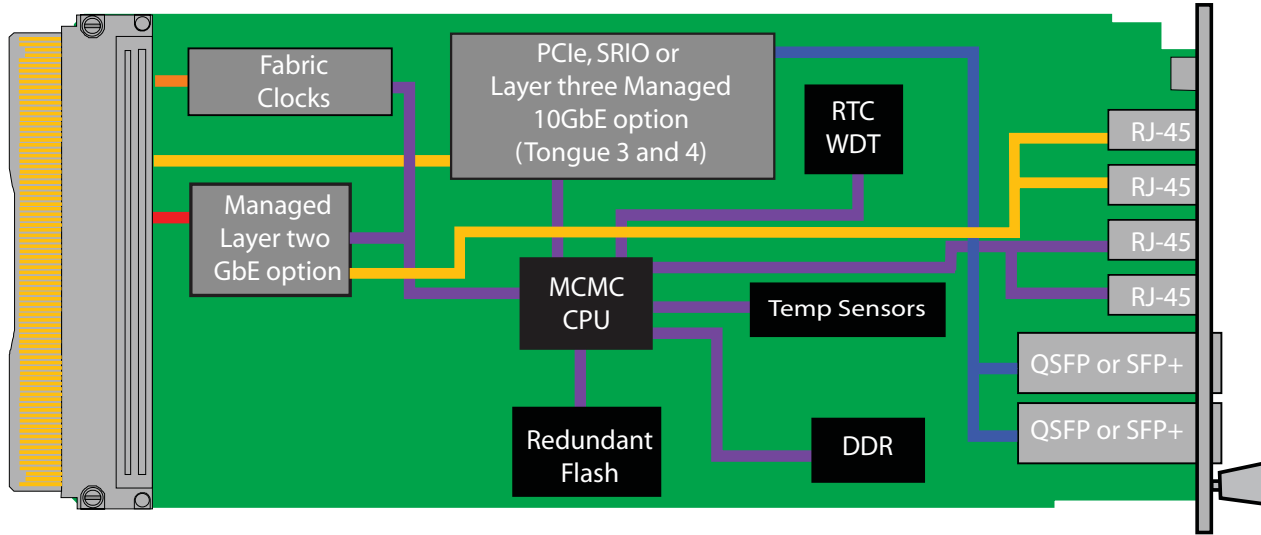 Fabric
Clocks
PCIe, SRIO or
Layer three Managed
10GbE option
(Tongue 3 and 4)
RTC
WDT
RJ-45
RJ-45
RJ-45
RJ-45
Managed
Layer two
GbE option
MCMC
CPU
Temp Sensors
QSFP or SFP+
QSFP or SFP+
Redundant
Flash
DDR